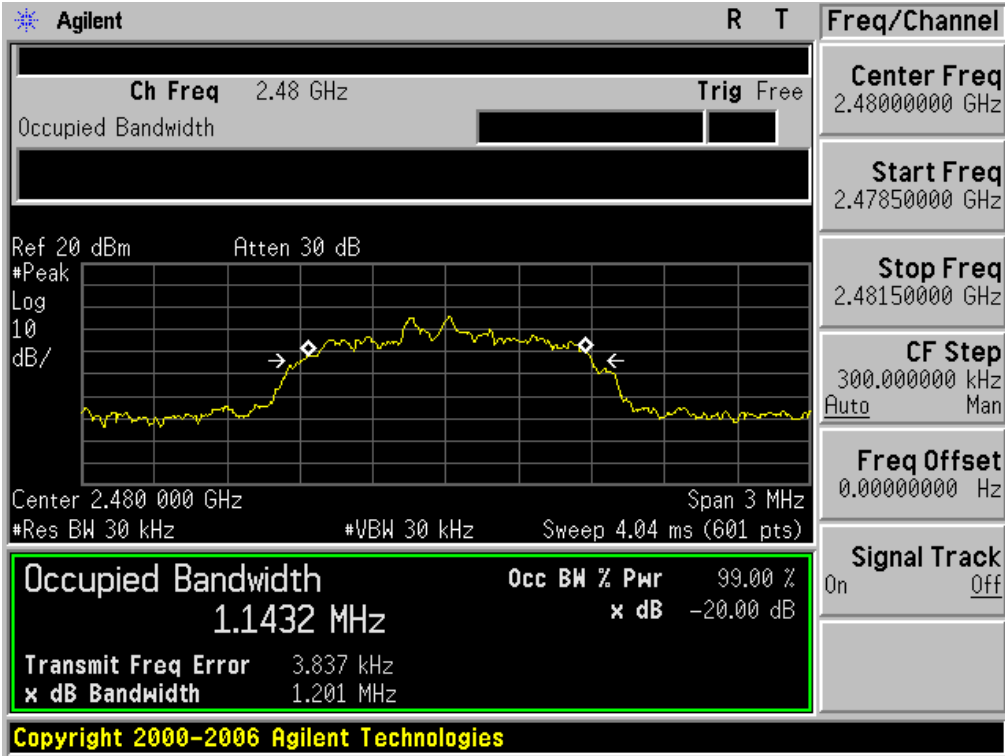 Agilent R T
Freq/Channel
Ch Freq 2.48 GHz Trig Free
Occupied Bandwidth
Center Freq
2.48000000 GHz
Start Freq
2.47850000 GHz
Stop Freq
2.48150000 GHz
CF Step
300.000000 kHz
Auto Man
Freq Offset
0.00000000 Hz
Signal Track
On Off
Ref 20 dBm Atten 30 dB
#Peak
Log
10
dB/
Center 2.480 000 GHz Span 3 MHz
#Res BW 30 kHz #VBW 30 kHz Sweep 4.04 ms (601 pts)
Occupied Bandwidth
1.1432 MHz
Occ BW % Pwr 99.00 %
x dB -20.00 dB
Transmit Freq Error 3.837 kHz
x dB Bandwidth 1.201 MHz
Copyright 2000-2006 Agilent Technologies